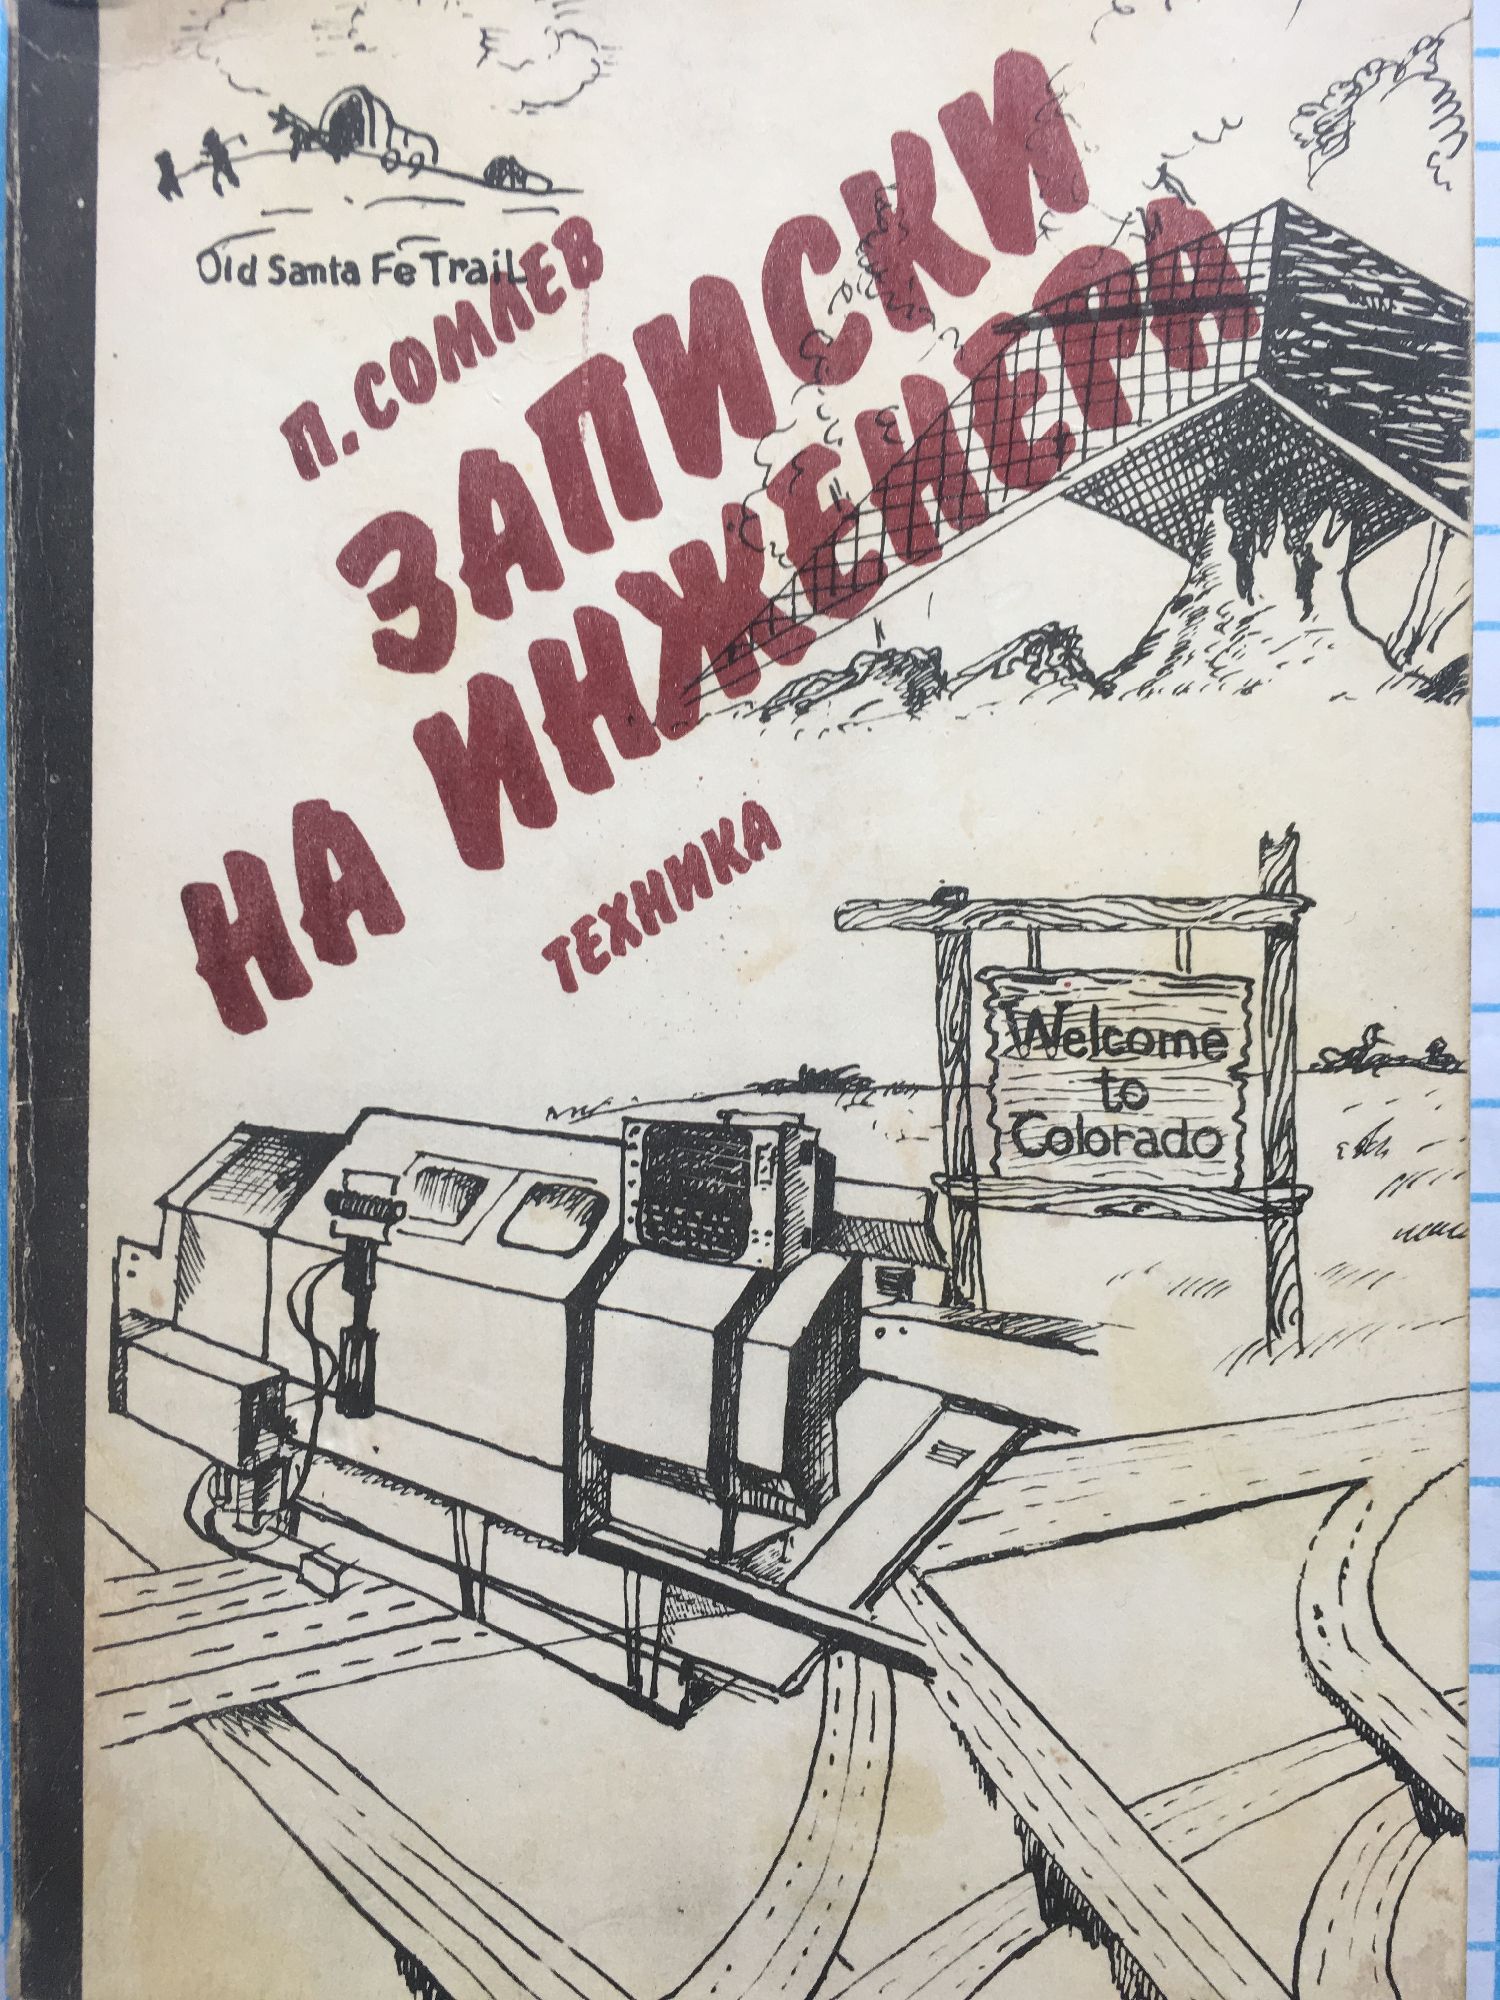 Old Santa Fe Trail
П. СОМЛЕВ
ЗАПИСКИ
НА ИНЖЕНЕРА
ТЕХНИКА
Welcome
to
Colorado